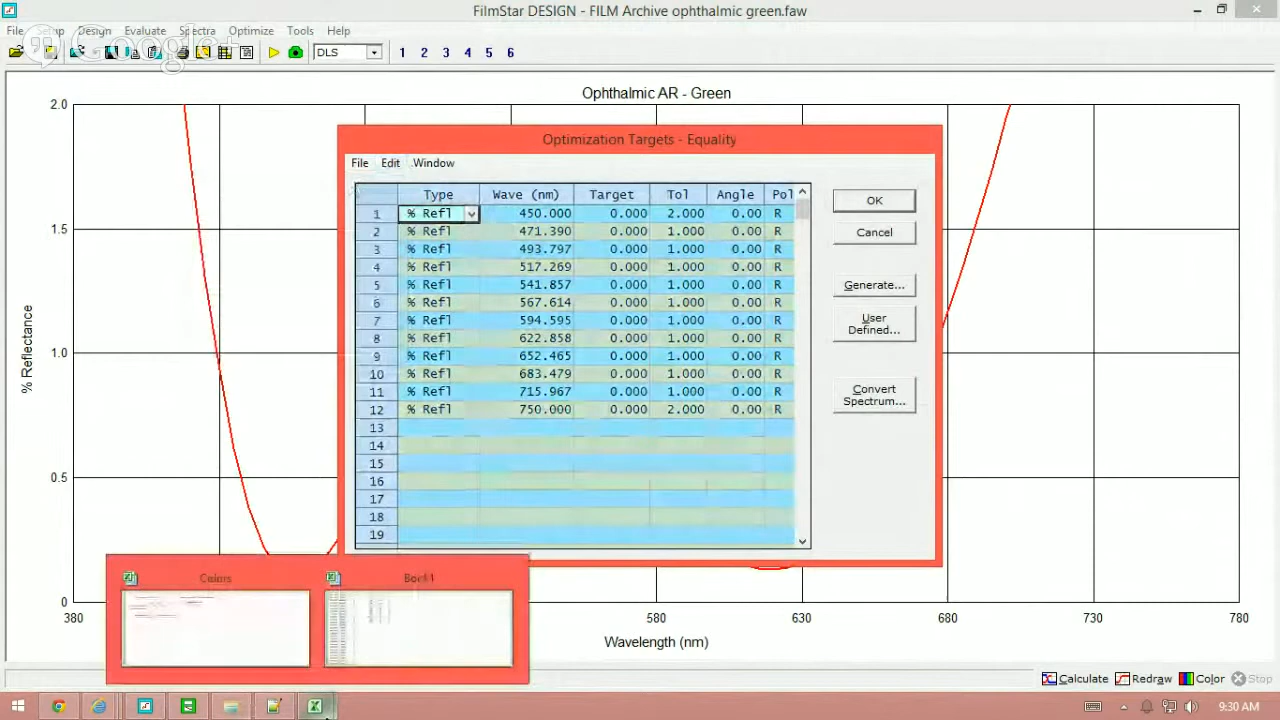 FilmStar DESIGN - FILM Archive ophthalmic green.faw
File Setup Design Evaluate Spectra Optimize Tools Help
Google+
DLS 1 2 3 4 5 6
Ophthalmic AR - Green
Optimization Targets - Equality
File Edit Window
Type Wave (nm) Target Tol Angle Pol
1 % Refl 450.000 0.000 2.000 0.00 R
2 % Refl 471.390 0.000 1.000 0.00 R
3 % Refl 493.797 0.000 1.000 0.00 R
4 % Refl 517.269 0.000 1.000 0.00 R
5 % Refl 541.857 0.000 1.000 0.00 R
6 % Refl 567.614 0.000 1.000 0.00 R
7 % Refl 594.595 0.000 1.000 0.00 R
8 % Refl 622.858 0.000 1.000 0.00 R
9 % Refl 652.465 0.000 1.000 0.00 R
10 % Refl 683.479 0.000 1.000 0.00 R
11 % Refl 715.967 0.000 1.000 0.00 R
12 % Refl 750.000 0.000 2.000 0.00 R
13
14
15
16
17
18
19
OK
Cancel
Generate...
User
Defined...
Convert
Spectrum...
2.0
1.5
1.0
0.5
0
% Reflectance
380 580 630 680 730 780
Wavelength (nm)
Colors Book1
Calculate Redraw Color Stop
9:30 AM